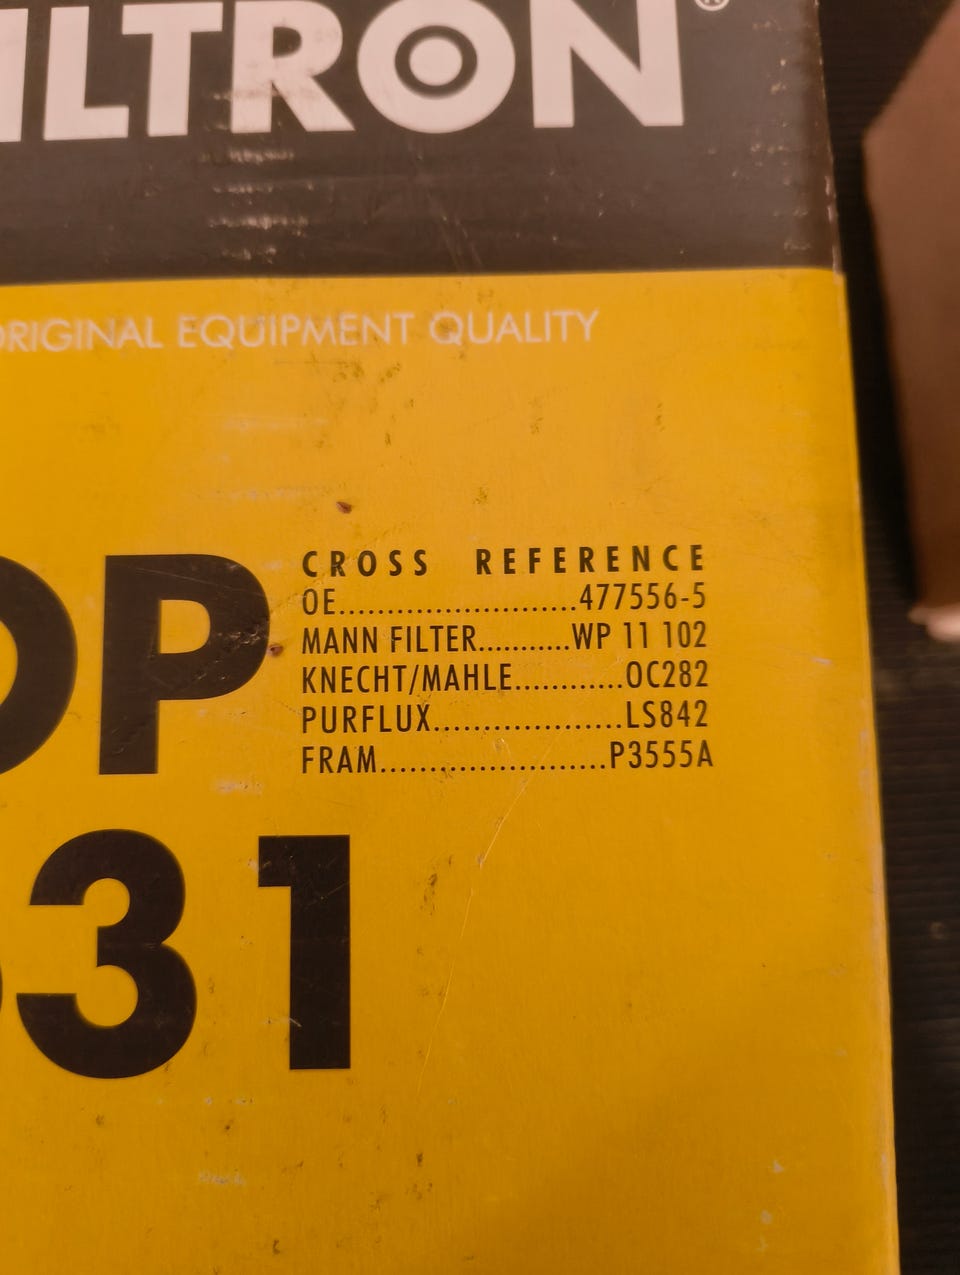 ILTRON®
ORIGINAL EQUIPMENT QUALITY
OP
CROSS REFERENCE
OE........................477556-5
MANN FILTER...........WP 11 102
KNECHT/MAHLE............OC282
PURFLUX...................LS842
FRAM.......................P3555A
31